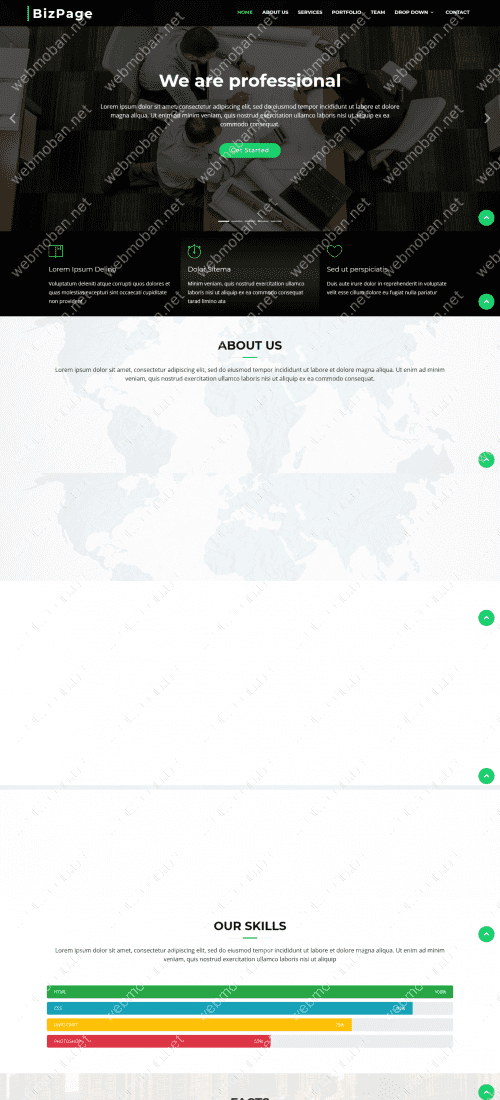 BizPage
HOME ABOUT US SERVICES PORTFOLIO TEAM DROP DOWN CONTACT
We are professional
Lorem ipsum dolor sit amet, consectetur adipiscing elit, sed do eiusmod tempor incididunt ut labore et dolore
magna aliqua. Ut enim ad minim veniam, quis nostrud exercitation ullamco laboris nisi ut aliquip ex ea
commodo consequat.
Get Started
Lorem Ipsum Delino
Voluptatum deleniti atque corrupti quos dolores et
quas molestias excepturi sint occaecati cupiditate
non provident
Dolor Sitema
Minim veniam, quis nostrud exercitation ullamco
laboris nisi ut aliquip ex ea commodo consequat
tarad limino ata
Sed ut perspiciatis
Duis aute irure dolor in reprehenderit in voluptate
velit esse cillum dolore eu fugiat nulla pariatur
ABOUT US
Lorem ipsum dolor sit amet, consectetur adipiscing elit, sed do eiusmod tempor incididunt ut labore et dolore magna aliqua. Ut enim ad minim
veniam, quis nostrud exercitation ullamco laboris nisi ut aliquip ex ea commodo consequat.
OUR SKILLS
Lorem ipsum dolor sit amet, consectetur adipiscing elit, sed do eiusmod tempor incididunt ut labore et dolore magna aliqua. Ut enim ad minim
veniam, quis nostrud exercitation ullamco laboris nisi ut aliquip
HTML 100%
CSS
JAVASCRIPT
PHOTOSHOP 55%
FACTS
webmoban.net